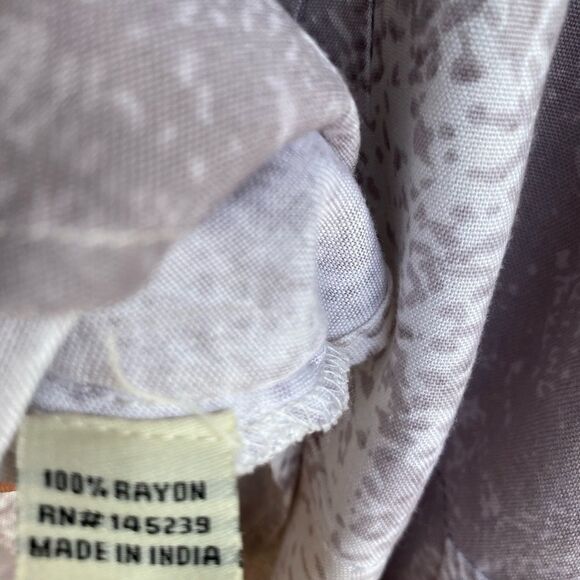 100% RAYON
RN# 145239
MADE IN INDIA